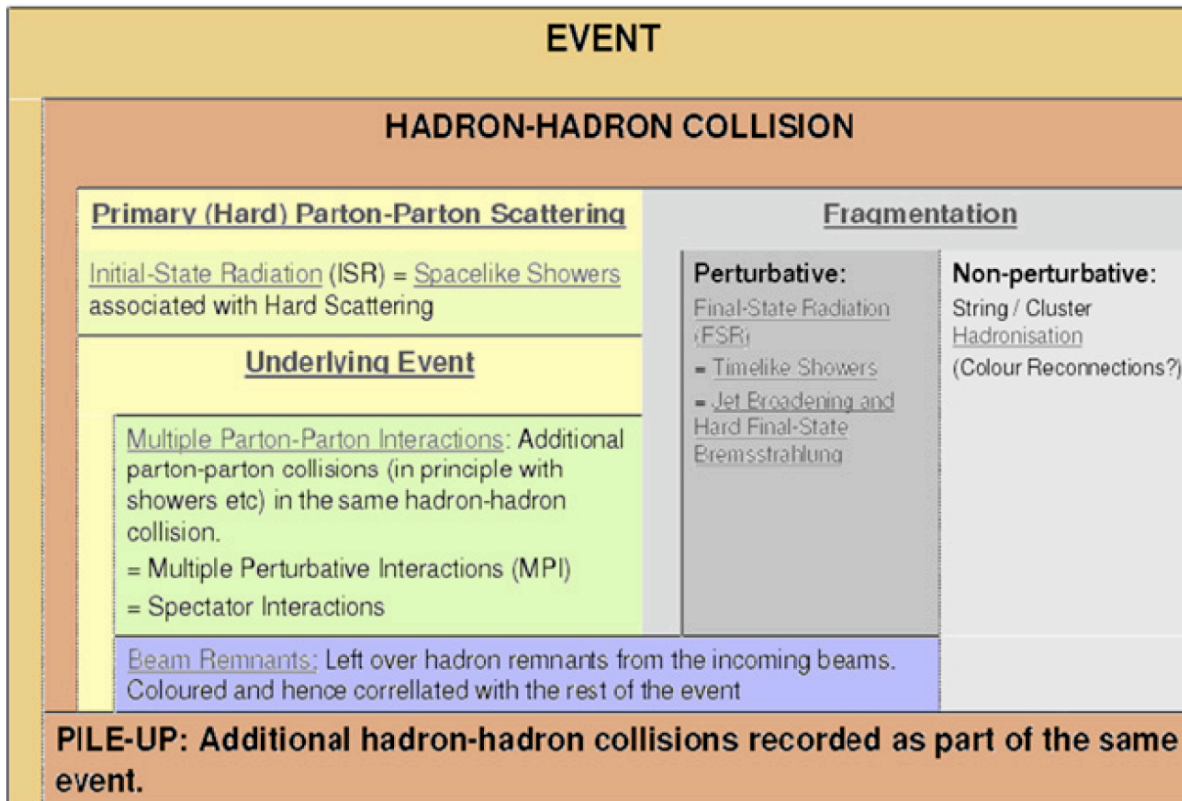 EVENT
HADRON-HADRON COLLISION
Primary (Hard) Parton-Parton Scattering
Initial-State Radiation (ISR) = Spacelike Showers
associated with Hard Scattering
Underlying Event
Multiple Parton-Parton Interactions: Additional
parton-parton collisions (in principle with
showers etc) in the same hadron-hadron
collision.
= Multiple Perturbative Interactions (MPI)
= Spectator Interactions
Beam Remnants: Left over hadron remnants from the incoming beams.
Coloured and hence correllated with the rest of the event
Fragmentation
Perturbative:
Final-State Radiation
(FSR)
= Timelike Showers
= Jet Broadening and
Hard Final-State
Bremsstrahlung
Non-perturbative:
String / Cluster
Hadronisation
(Colour Reconnections?)
PILE-UP: Additional hadron-hadron collisions recorded as part of the same
event.